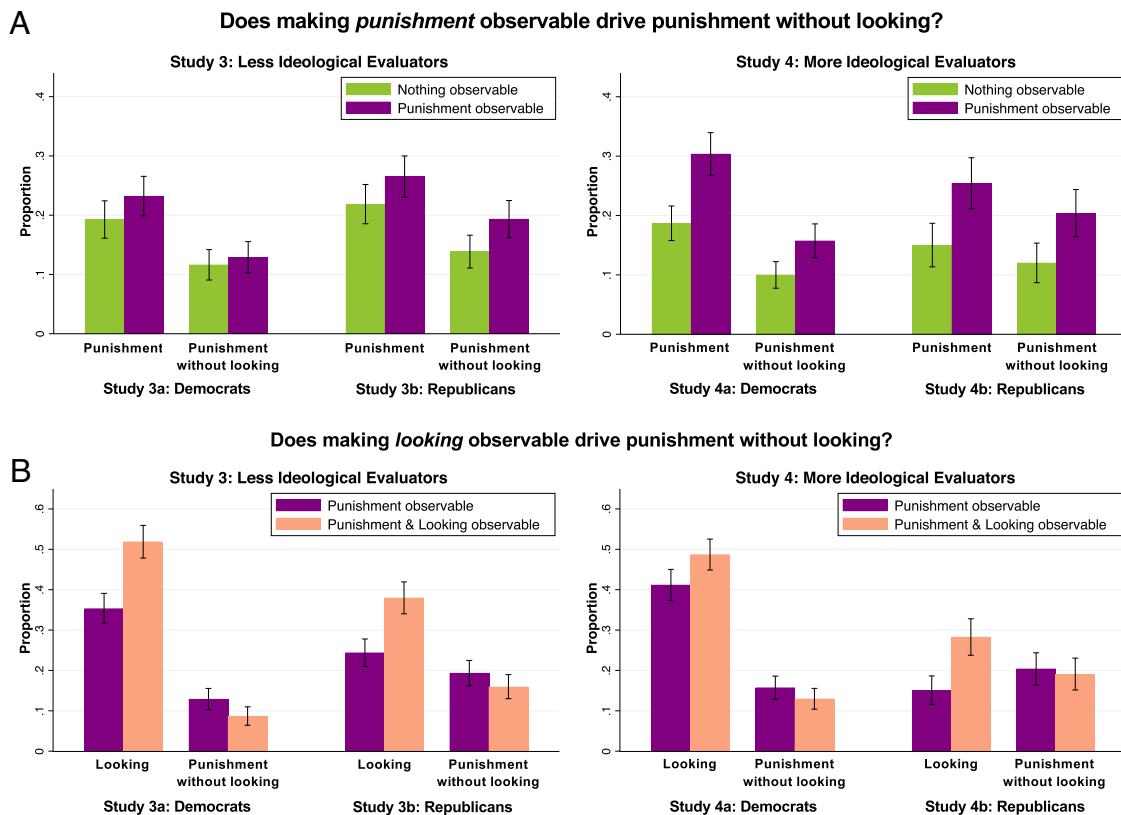 A
Does making punishment observable drive punishment without looking?
Study 3: Less Ideological Evaluators
Nothing observable
Punishment observable
Proportion
.4
.3
.2
.1
0
Punishment
Punishment
without looking
Punishment
Punishment
without looking
Study 3a: Democrats
Study 3b: Republicans
Study 4: More Ideological Evaluators
Nothing observable
Punishment observable
Proportion
.4
.3
.2
.1
0
Punishment
Punishment
without looking
Punishment
Punishment
without looking
Study 4a: Democrats
Study 4b: Republicans
B
Does making looking observable drive punishment without looking?
Study 3: Less Ideological Evaluators
Punishment observable
Punishment & Looking observable
Proportion
.6
.5
.4
.3
.2
.1
0
Looking
Punishment
without looking
Looking
Punishment
without looking
Study 3a: Democrats
Study 3b: Republicans
Study 4: More Ideological Evaluators
Punishment observable
Punishment & Looking observable
Proportion
.6
.5
.4
.3
.2
.1
0
Looking
Punishment
without looking
Looking
Punishment
without looking
Study 4a: Democrats
Study 4b: Republicans